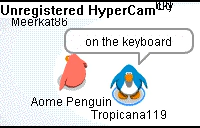 Unregistered HyperCam
Meerkat86
on the keyboard
Aome Penguin
Tropicana119